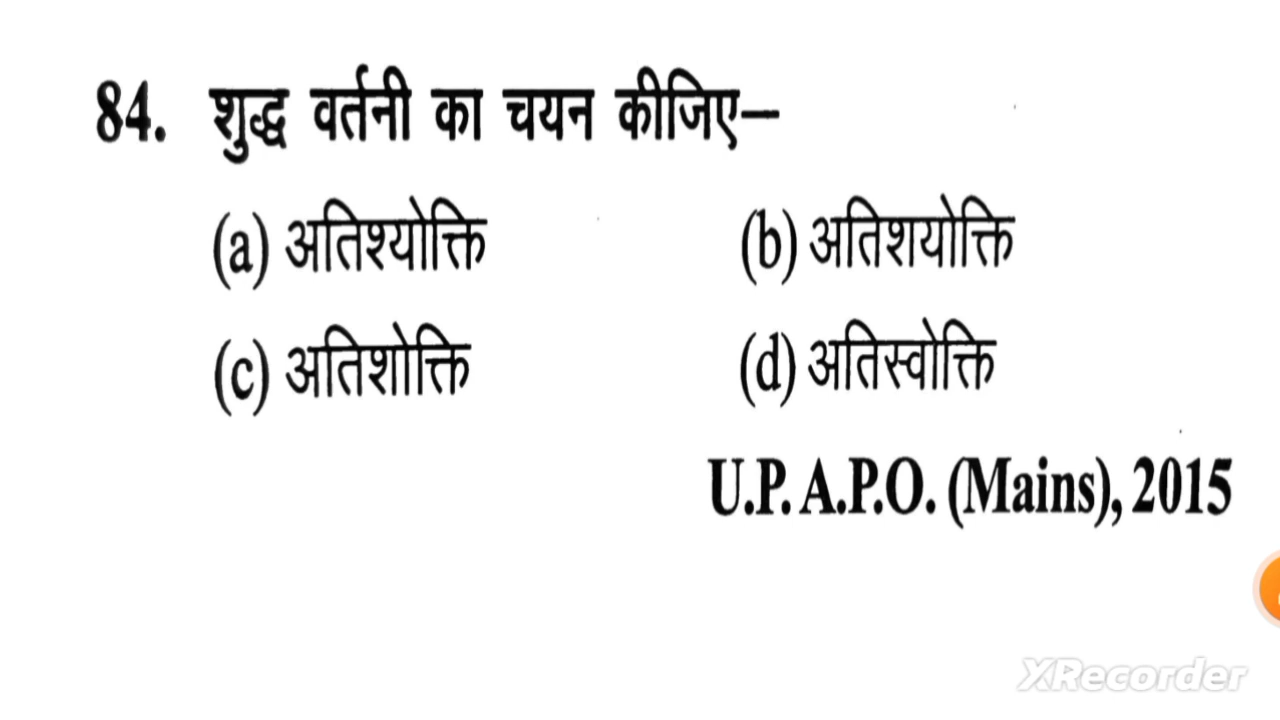 84. शुद्ध वर्तनी का चयन कीजिए–
(a) अतिश्योक्ति (b) अतिशयोक्ति
(c) अतिशोक्ति (d) अतिस्वोक्ति
U.P. A.P.O. (Mains), 2015
XRecorder